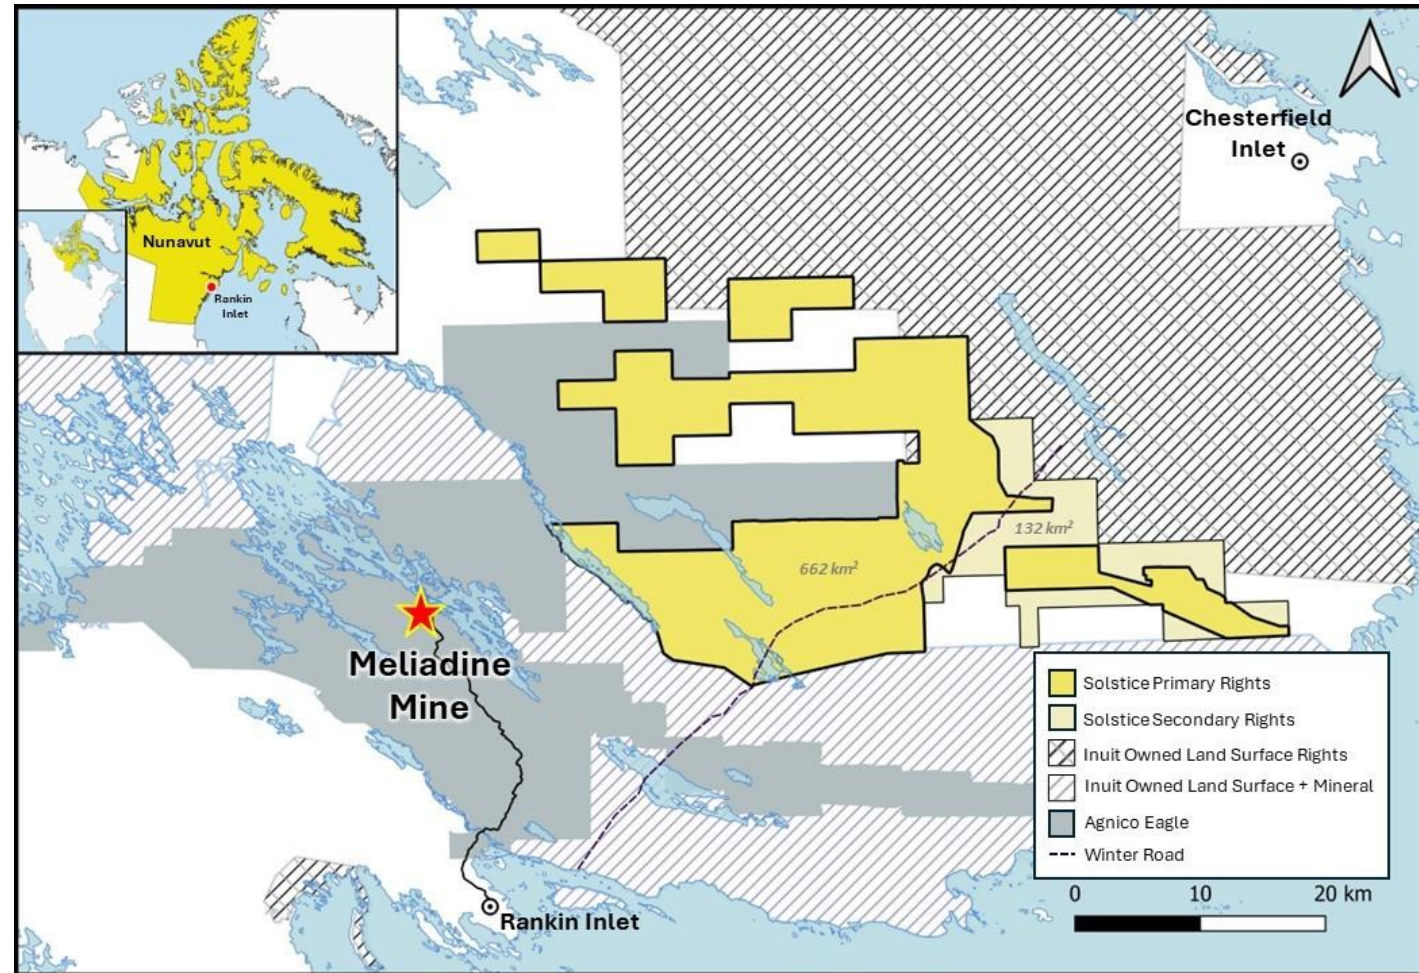 Nunavut
Rankin
Inlet
Chesterfield
Inlet
132 km²
662 km²
Meliadine
Mine
Rankin Inlet
Solstice Primary Rights
Solstice Secondary Rights
Inuit Owned Land Surface Rights
Inuit Owned Land Surface + Mineral
Agnico Eagle
Winter Road
0 10 20 km